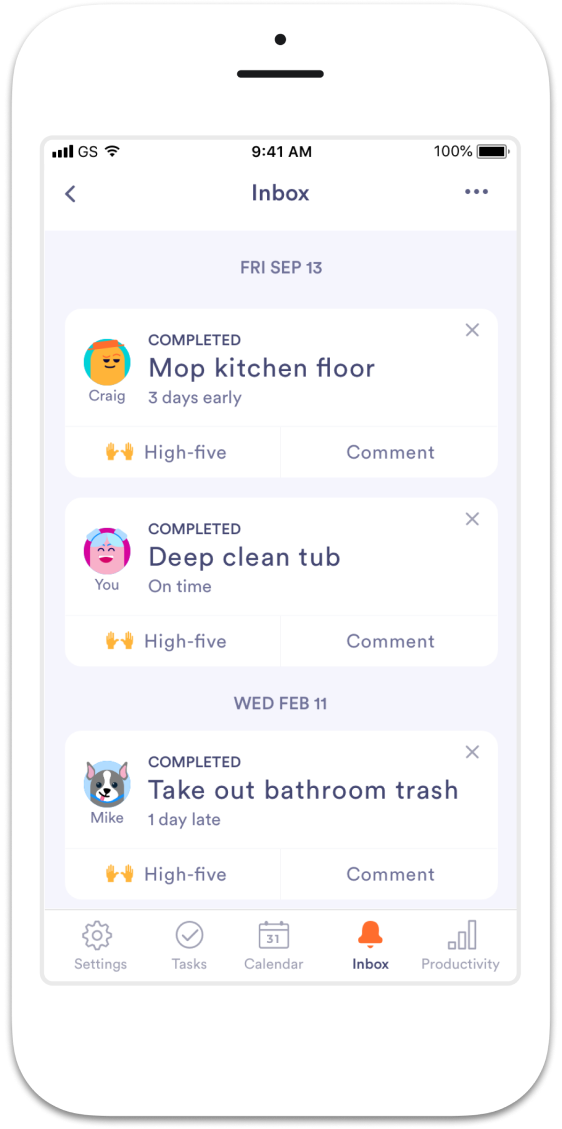 GS 9:41 AM 100%
Inbox
FRI SEP 13
COMPLETED
Mop kitchen floor
Craig 3 days early
High-five Comment
COMPLETED
Deep clean tub
You On time
High-five Comment
WED FEB 11
COMPLETED
Take out bathroom trash
Mike 1 day late
High-five Comment
31
Settings Tasks Calendar Inbox Productivity